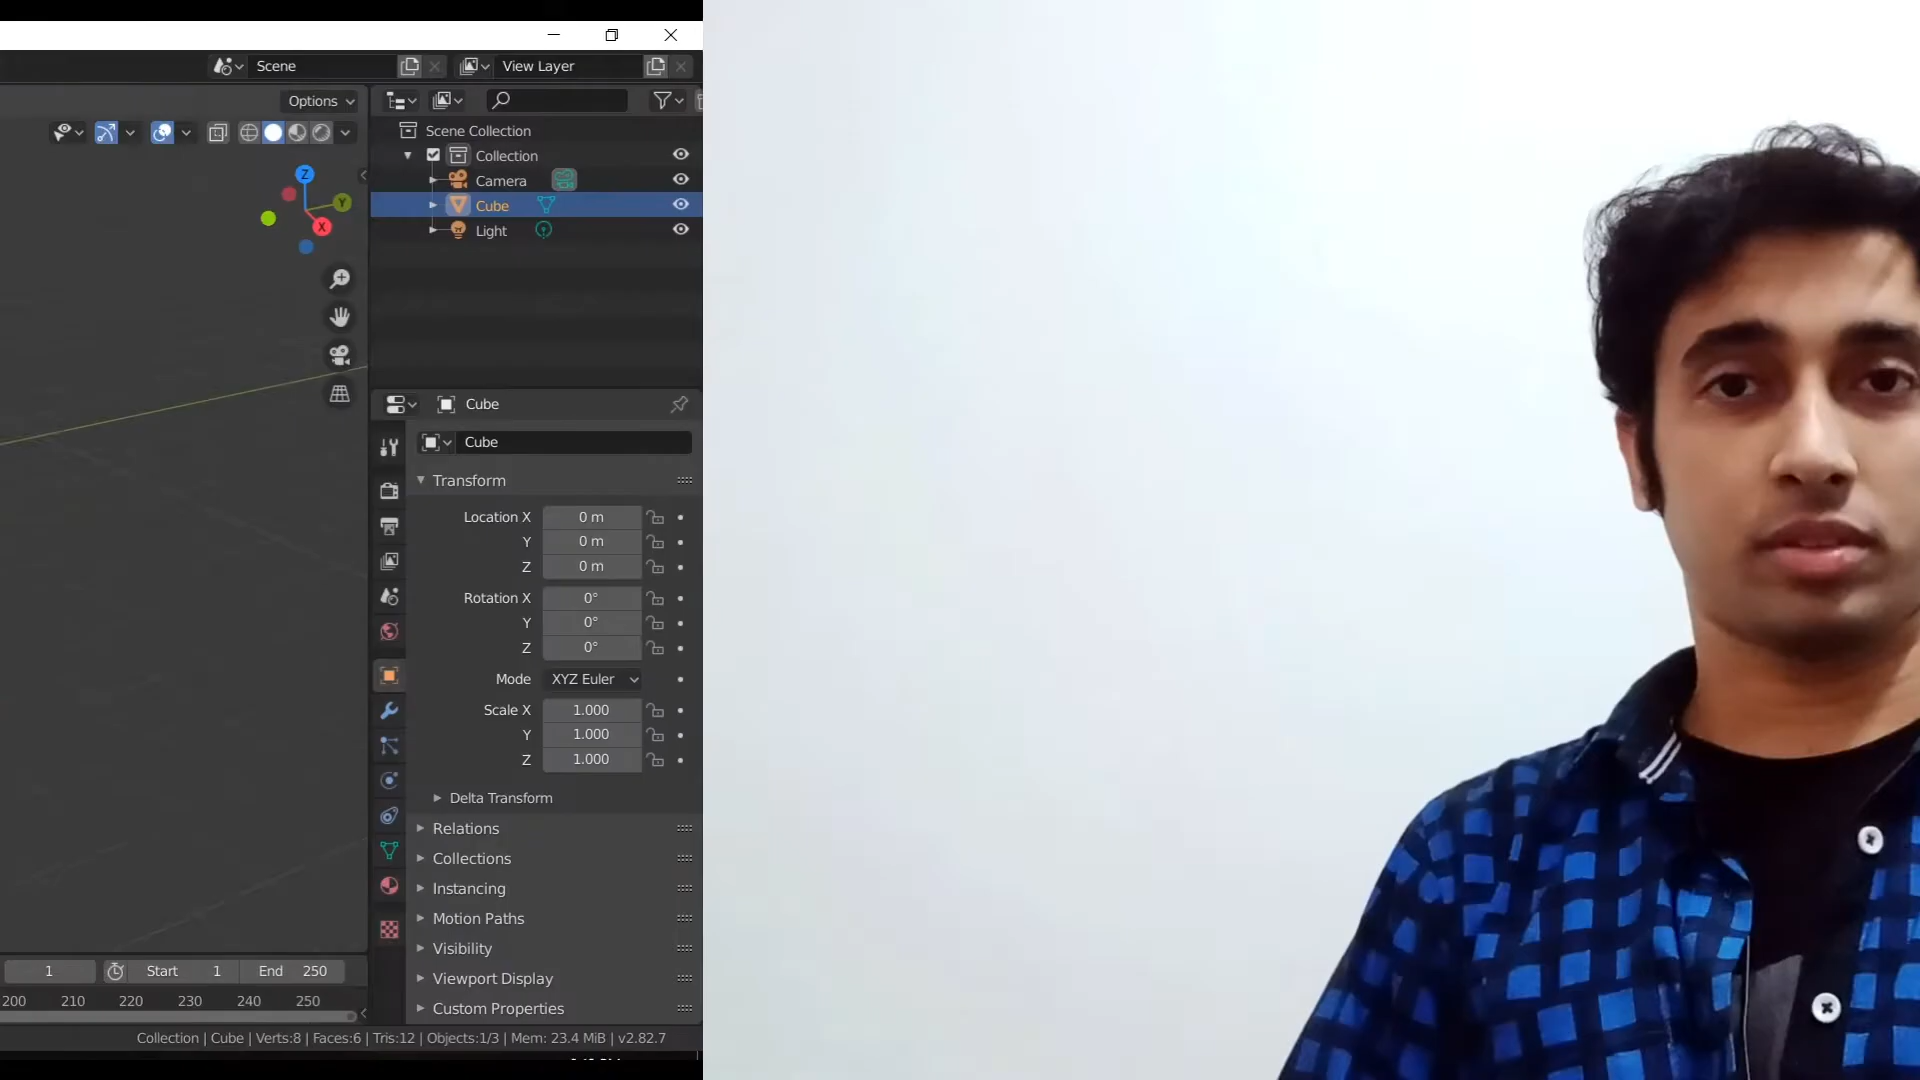 Scene View Layer
Options
Scene Collection
Collection
Camera
Cube
Light
Z
Y
X
Cube
Cube
Transform
Location X 0 m
Y 0 m
Z 0 m
Rotation X 0°
Y 0°
Z 0°
Mode XYZ Euler
Scale X 1.000
Y 1.000
Z 1.000
Delta Transform
Relations
Collections
Instancing
Motion Paths
Visibility
Viewport Display
Custom Properties
1 Start 1 End 250
200 210 220 230 240 250
Collection | Cube | Verts:8 | Faces:6 | Tris:12 | Objects:1/3 | Mem: 23.4 MiB | v2.82.7